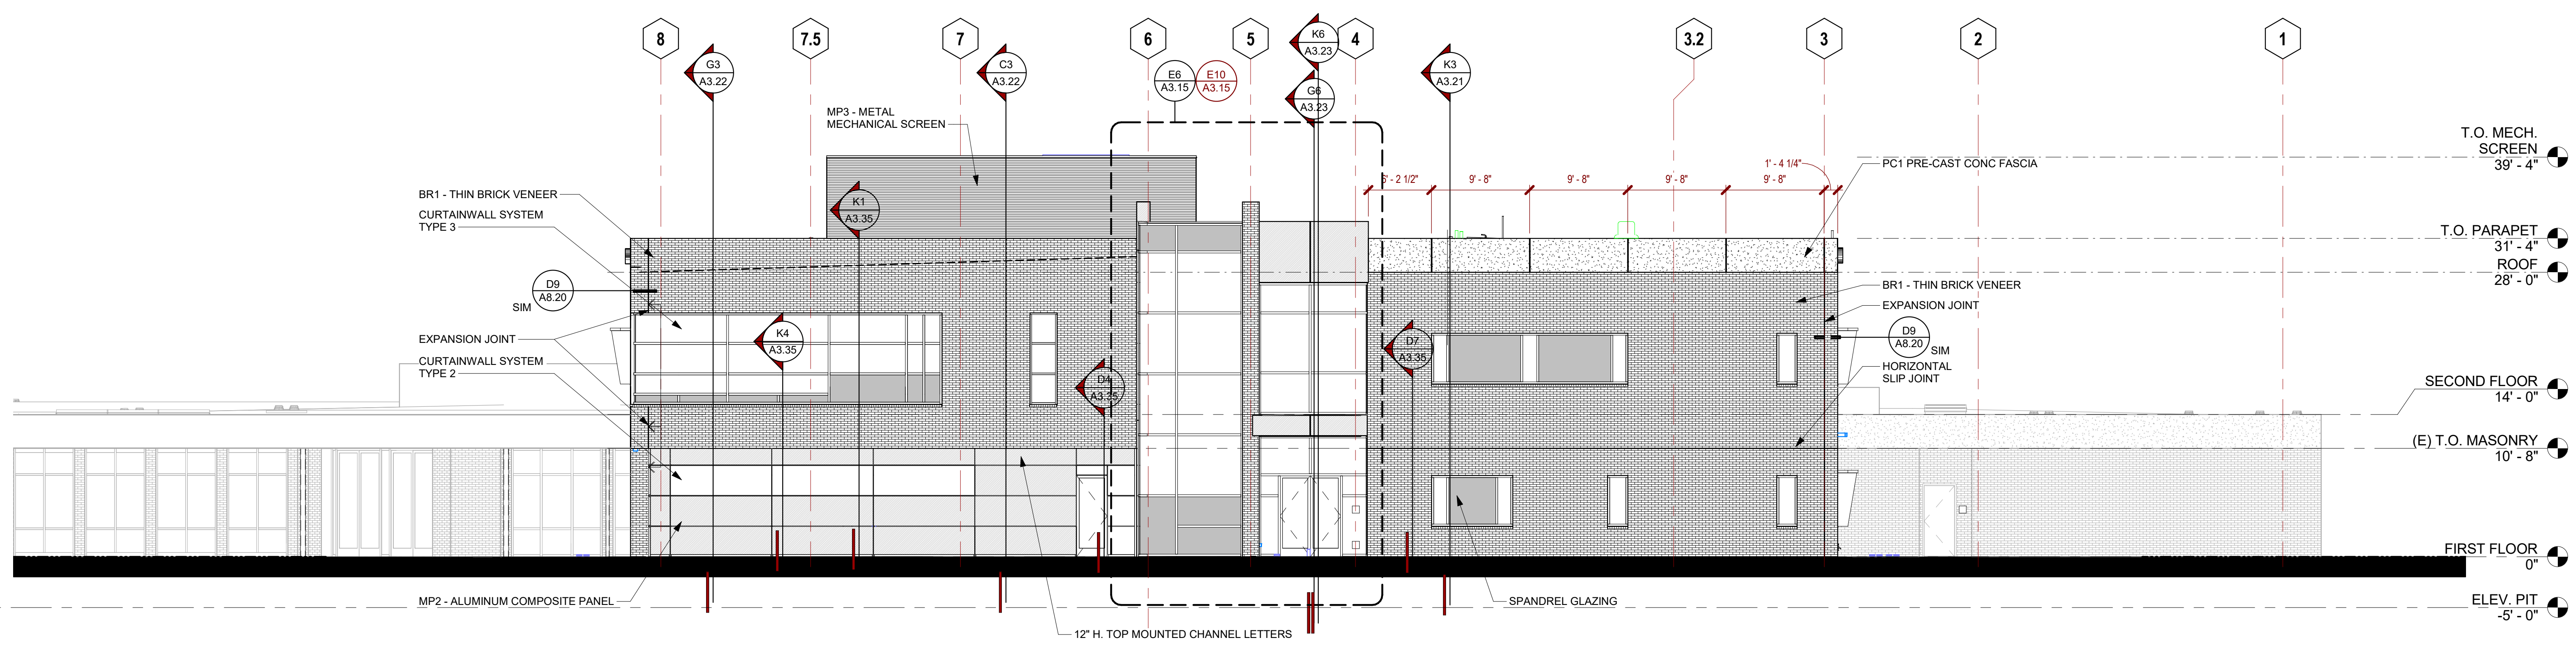 8
7.5
7
6
5
4
3.2
3
2
1
G3
A3.22
C3
A3.22
E6
A3.15
E10
A3.15
K6
A3.23
G6
A3.23
K3
A3.21
MP3 - METAL
MECHANICAL SCREEN
T.O. MECH.
SCREEN
39' - 4"
1' - 4 1/4"
PC1 PRE-CAST CONC FASCIA
2 1/2"
9' - 8"
9' - 8"
9' - 8"
9' - 8"
BR1 - THIN BRICK VENEER
CURTAINWALL SYSTEM
TYPE 3
K1
A3.35
T.O. PARAPET
31' - 4"
ROOF
28' - 0"
D9
A8.20
SIM
BR1 - THIN BRICK VENEER
EXPANSION JOINT
EXPANSION JOINT
K4
A3.35
D7
A3.35
D9
A8.20
SIM
CURTAINWALL SYSTEM
TYPE 2
D4
A3.35
HORIZONTAL
SLIP JOINT
SECOND FLOOR
14' - 0"
(E) T.O. MASONRY
10' - 8"
FIRST FLOOR
0"
MP2 - ALUMINUM COMPOSITE PANEL
SPANDREL GLAZING
ELEV. PIT
-5' - 0"
12" H. TOP MOUNTED CHANNEL LETTERS